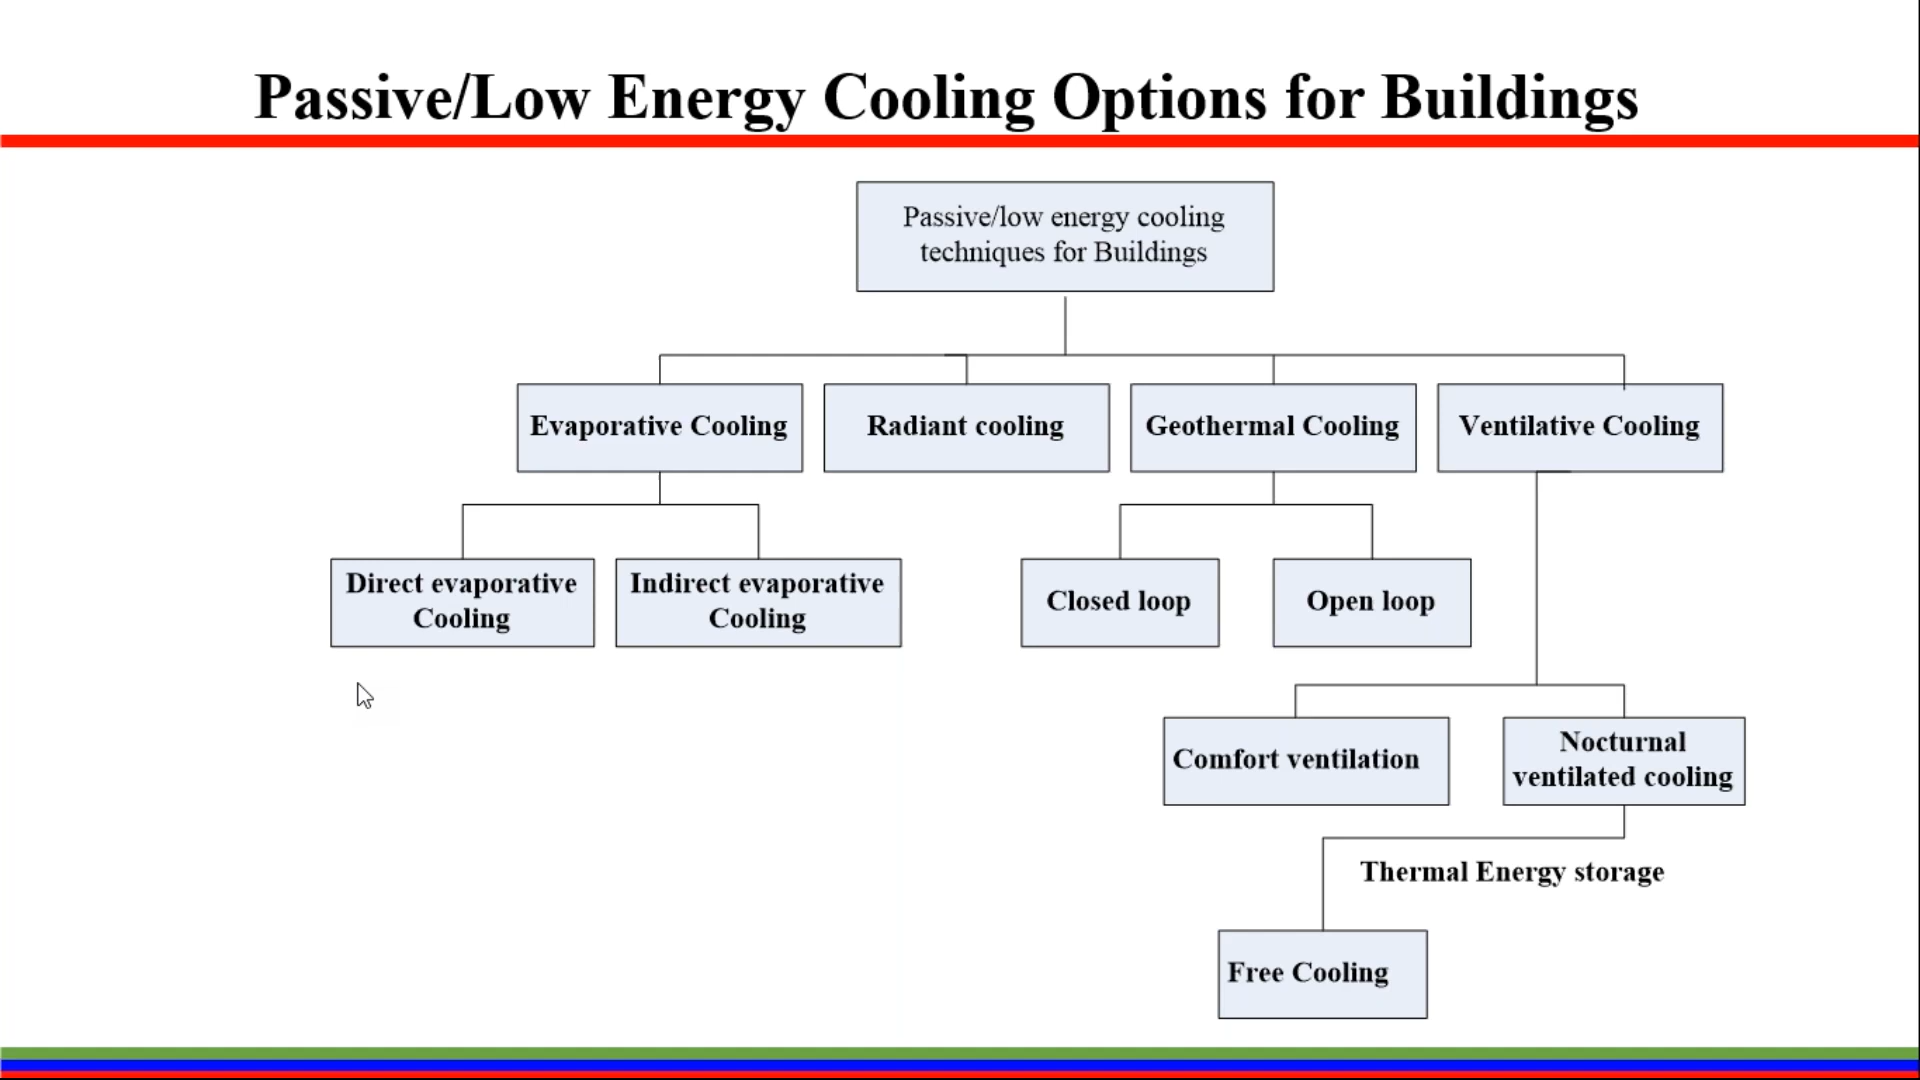 Passive/Low Energy Cooling Options for Buildings
Passive/low energy cooling
techniques for Buildings
Evaporative Cooling
Radiant cooling
Geothermal Cooling
Ventilative Cooling
Direct evaporative
Cooling
Indirect evaporative
Cooling
Closed loop
Open loop
Comfort ventilation
Nocturnal
ventilated cooling
Thermal Energy storage
Free Cooling